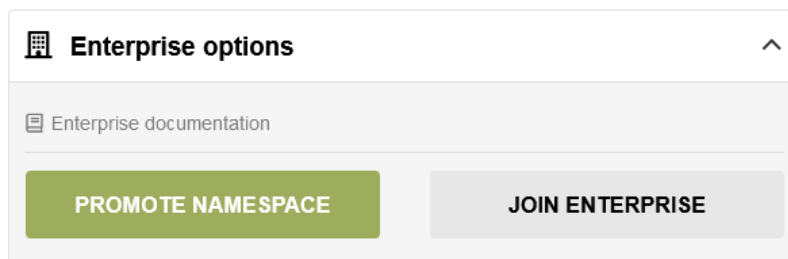 Enterprise options
Enterprise documentation
PROMOTE NAMESPACE
JOIN ENTERPRISE